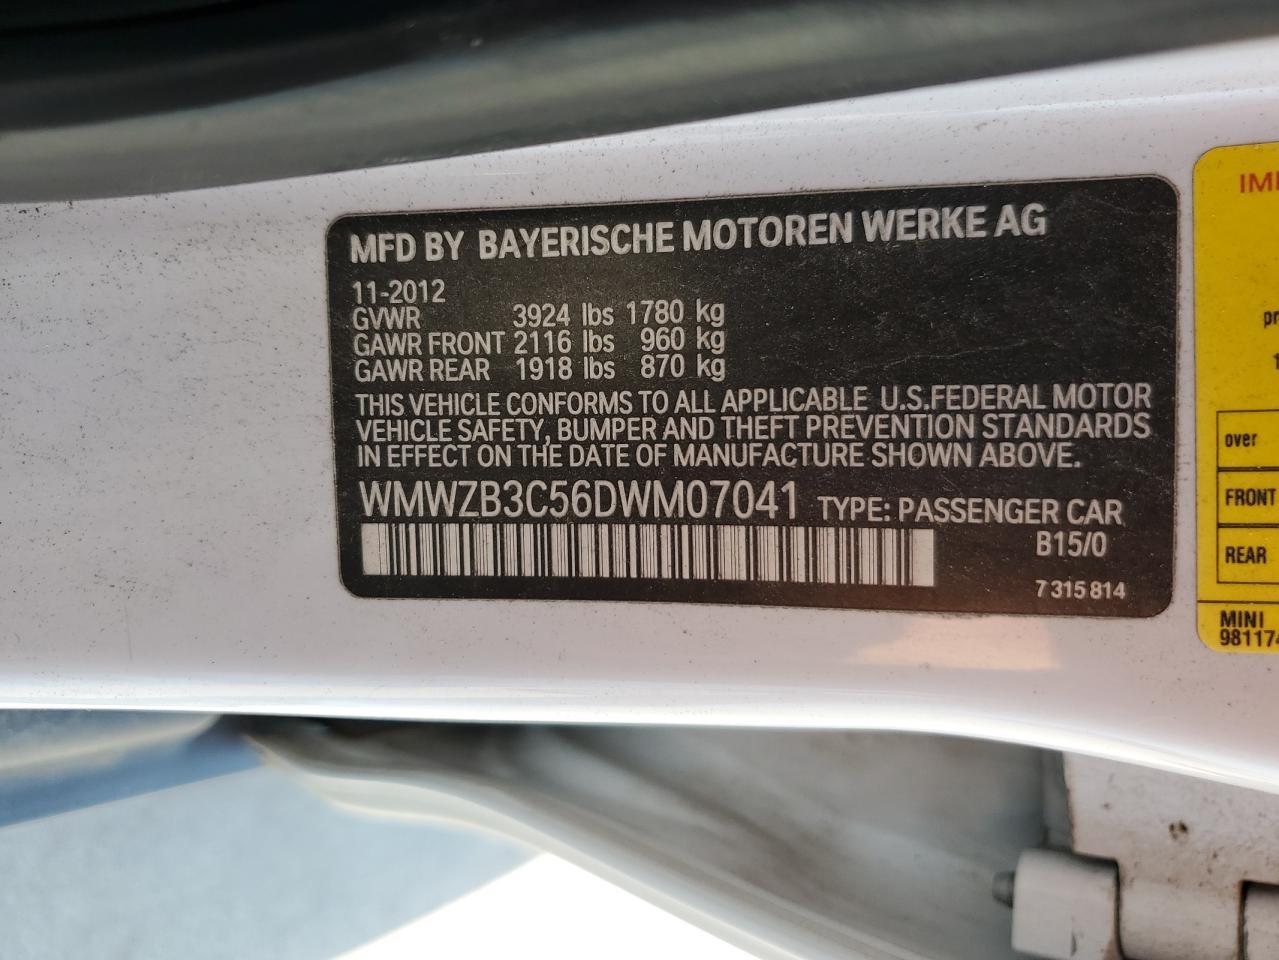 MFD BY BAYERISCHE MOTOREN WERKE AG
11-2012
GVWR 3924 lbs 1780 kg
GAWR FRONT 2116 lbs 960 kg
GAWR REAR 1918 lbs 870 kg
THIS VEHICLE CONFORMS TO ALL APPLICABLE U.S.FEDERAL MOTOR
VEHICLE SAFETY, BUMPER AND THEFT PREVENTION STANDARDS
IN EFFECT ON THE DATE OF MANUFACTURE SHOWN ABOVE.
WMWZB3C56DWM07041 TYPE: PASSENGER CAR
B15/0
7 315 814
over
FRONT
REAR
MINI